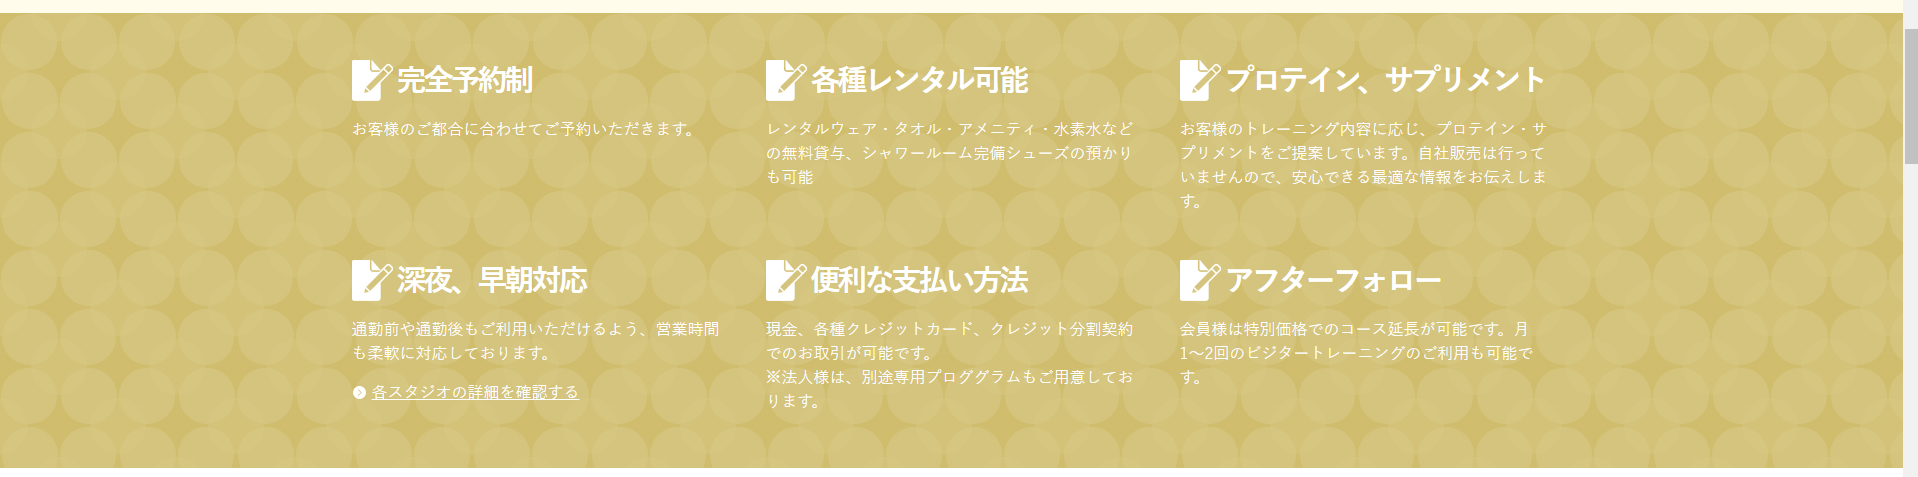 完全予約制
お客様のご都合に合わせてご予約いただきます。
各種レンタル可能
レンタルウェア・タオル・アメニティ・水素水など
の無料貸与、シャワールーム完備シューズの預かり
も可能
プロテイン、サプリメント
お客様のトレーニング内容に応じ、プロテイン・サ
プリメントをご提案しています。自社販売は行って
いませんので、安心できる最適な情報をお伝えしま
す。
深夜、早朝対応
通勤前や通勤後もご利用いただけるよう、営業時間
も柔軟に対応しております。
各スタジオの詳細を確認する
便利な支払い方法
現金、各種クレジットカード、クレジット分割契約
でのお取引が可能です。
※法人様は、別途専用プロググラムもご用意してお
ります。
アフターフォロー
会員様は特別価格でのコース延長が可能です。月
1〜2回のビジタートレーニングのご利用も可能で
す。